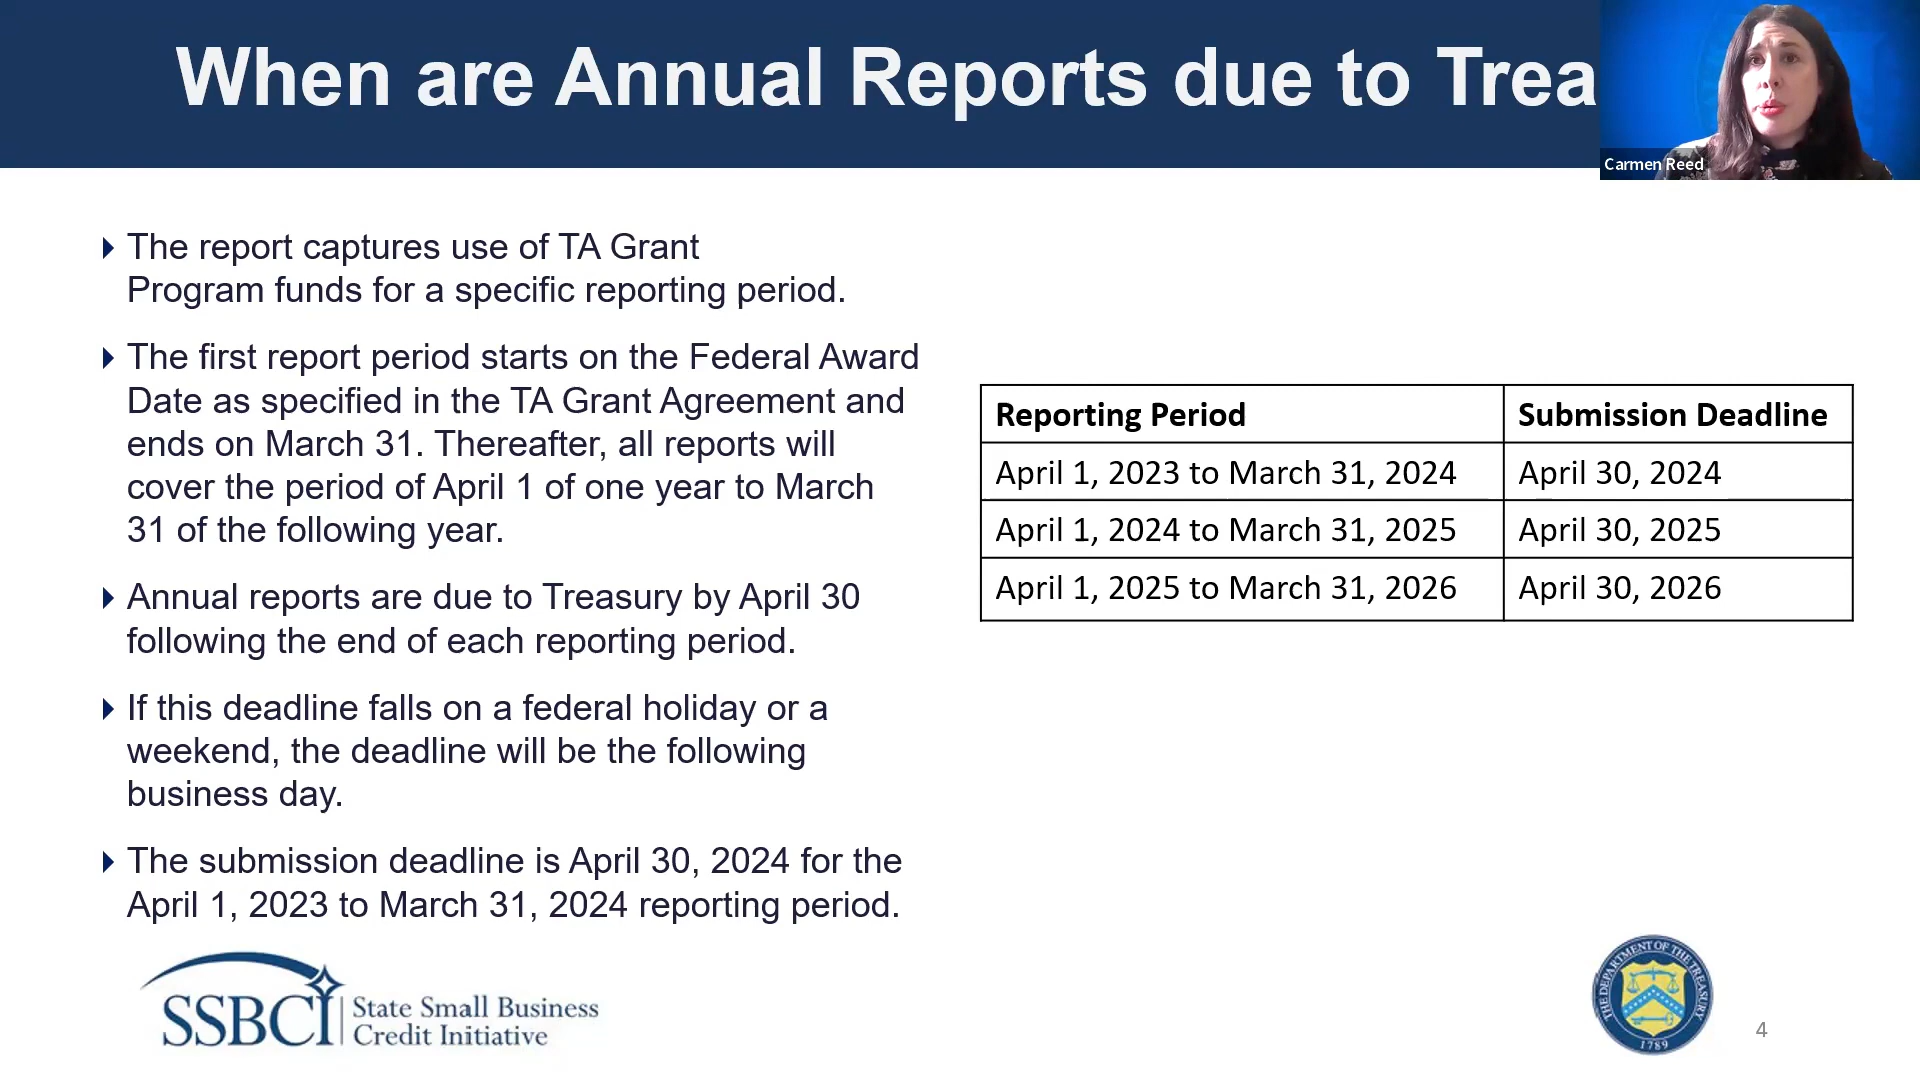 When are Annual Reports due to Trea
Carmen Reed
The report captures use of TA Grant
Program funds for a specific reporting period.
The first report period starts on the Federal Award
Date as specified in the TA Grant Agreement and
ends on March 31. Thereafter, all reports will
cover the period of April 1 of one year to March
31 of the following year.
Annual reports are due to Treasury by April 30
following the end of each reporting period.
If this deadline falls on a federal holiday or a
weekend, the deadline will be the following
business day.
The submission deadline is April 30, 2024 for the
April 1, 2023 to March 31, 2024 reporting period.
Reporting Period Submission Deadline
April 1, 2023 to March 31, 2024 April 30, 2024
April 1, 2024 to March 31, 2025 April 30, 2025
April 1, 2025 to March 31, 2026 April 30, 2026
SSBCI State Small Business
Credit Initiative
THE DEPARTMENT OF THE TREASURY
1789
4